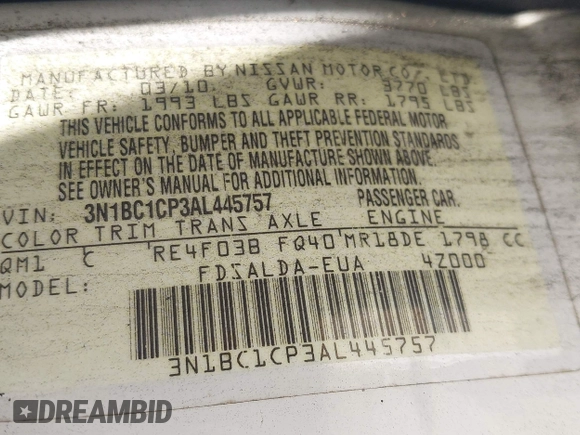 MANUFACTURED BY NISSAN MOTOR CO., LTD
DATE: 03/10 GVWR: 3770 LBS
GAWR FR: 1993 LBS GAWR RR: 1795 LBS
THIS VEHICLE CONFORMS TO ALL APPLICABLE FEDERAL MOTOR
VEHICLE SAFETY, BUMPER AND THEFT PREVENTION STANDARDS
IN EFFECT ON THE DATE OF MANUFACTURE SHOWN ABOVE.
SEE OWNER'S MANUAL FOR ADDITIONAL INFORMATION.
VIN: 3N1BC1CP3AL445757 PASSENGER CAR.
COLOR TRIM TRANS AXLE ENGINE
QM1 C RE4F03B FQ40 MR18DE 1798 CC
MODEL: FDSALDA-EUA 4Z000
3N1BC1CP3AL445757
DREAMBID